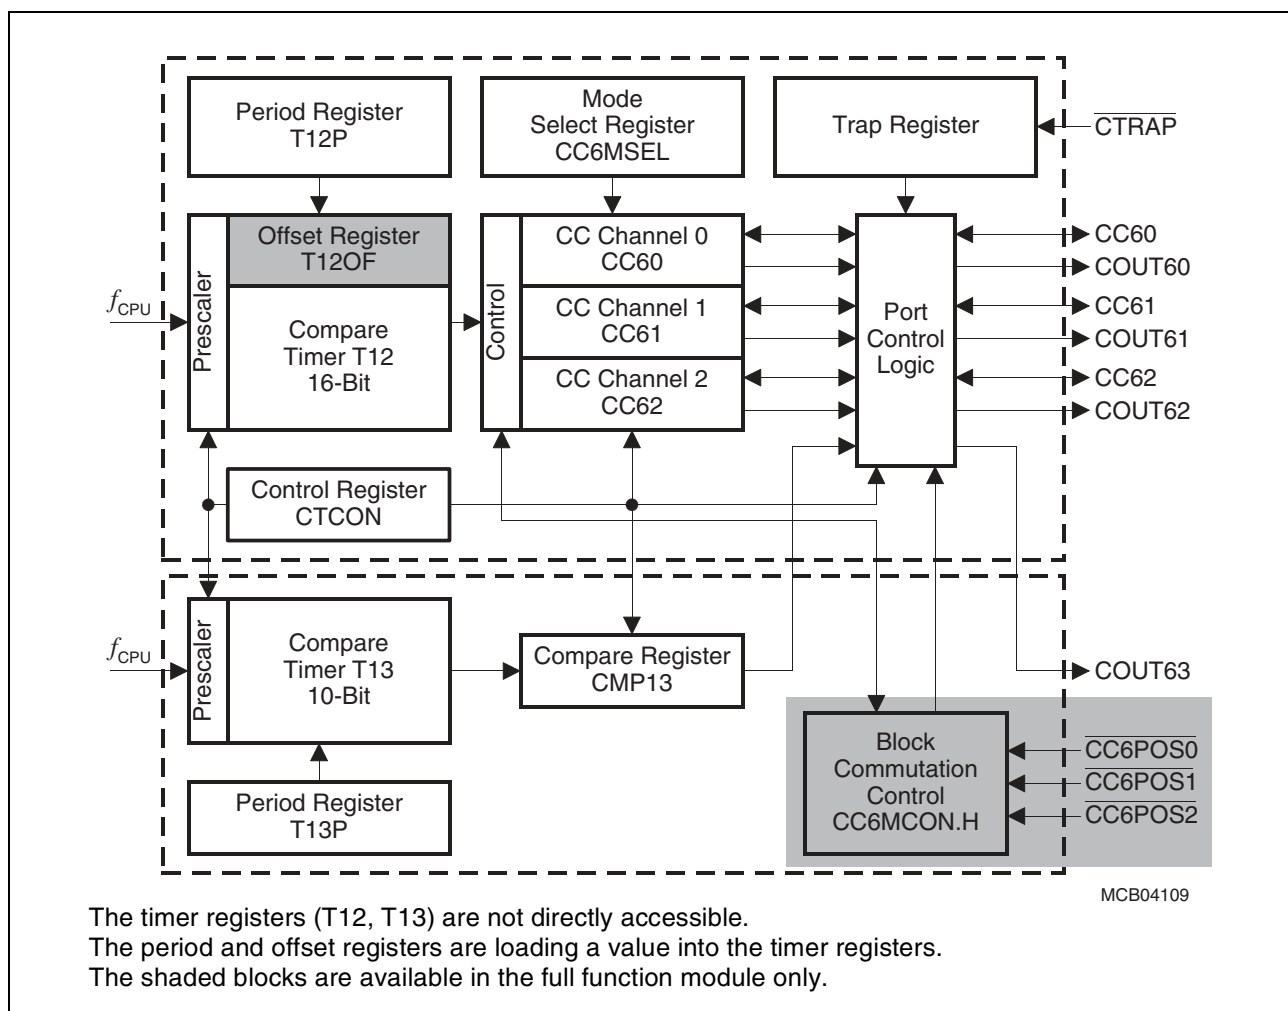 Period Register
T12P
Mode
Select Register
CC6MSEL
Trap Register
CTRAP
Prescaler
Offset Register
T12OF
Compare
Timer T12
16-Bit
fCPU
Control
CC Channel 0
CC60
CC Channel 1
CC61
CC Channel 2
CC62
Port
Control
Logic
CC60
COUT60
CC61
COUT61
CC62
COUT62
Control Register
CTCON
fCPU
Prescaler
Compare
Timer T13
10-Bit
Compare Register
CMP13
COUT63
Period Register
T13P
Block
Commutation
Control
CC6MCON.H
CC6POS0
CC6POS1
CC6POS2
MCB04109
The timer registers (T12, T13) are not directly accessible.
The period and offset registers are loading a value into the timer registers.
The shaded blocks are available in the full function module only.